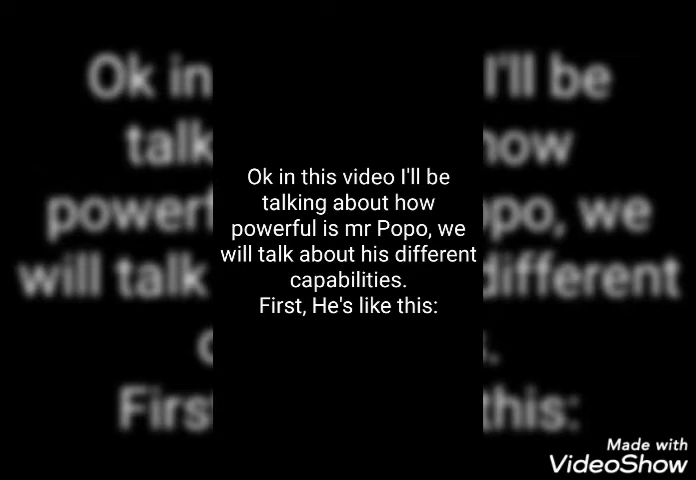 Ok in this video I'll be
talking about how
powerful is mr Popo, we
will talk about his different
capabilities.
First, He's like this:
Made with
VideoShow